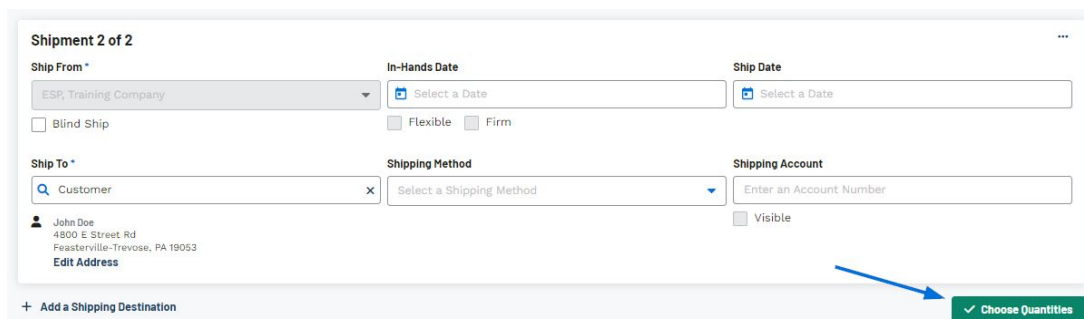 Shipment 2 of 2
Ship From *
In-Hands Date
Ship Date
ESP, Training Company
Select a Date
Select a Date
Blind Ship
Flexible
Firm
Ship To *
Shipping Method
Shipping Account
Customer
Select a Shipping Method
Enter an Account Number
Visible
John Doe
4800 E Street Rd
Feasterville-Trevose, PA 19053
Edit Address
+ Add a Shipping Destination
Choose Quantities